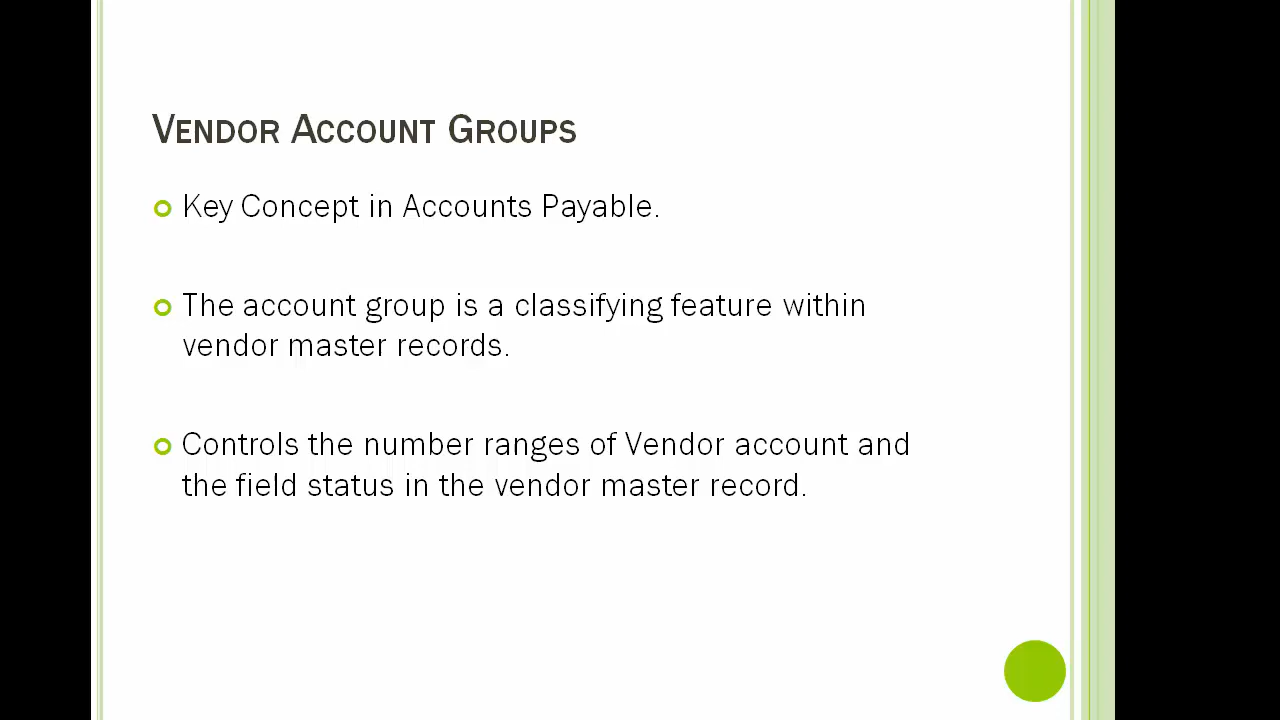 VENDOR ACCOUNT GROUPS
Key Concept in Accounts Payable.
The account group is a classifying feature within
vendor master records.
Controls the number ranges of Vendor account and
the field status in the vendor master record.